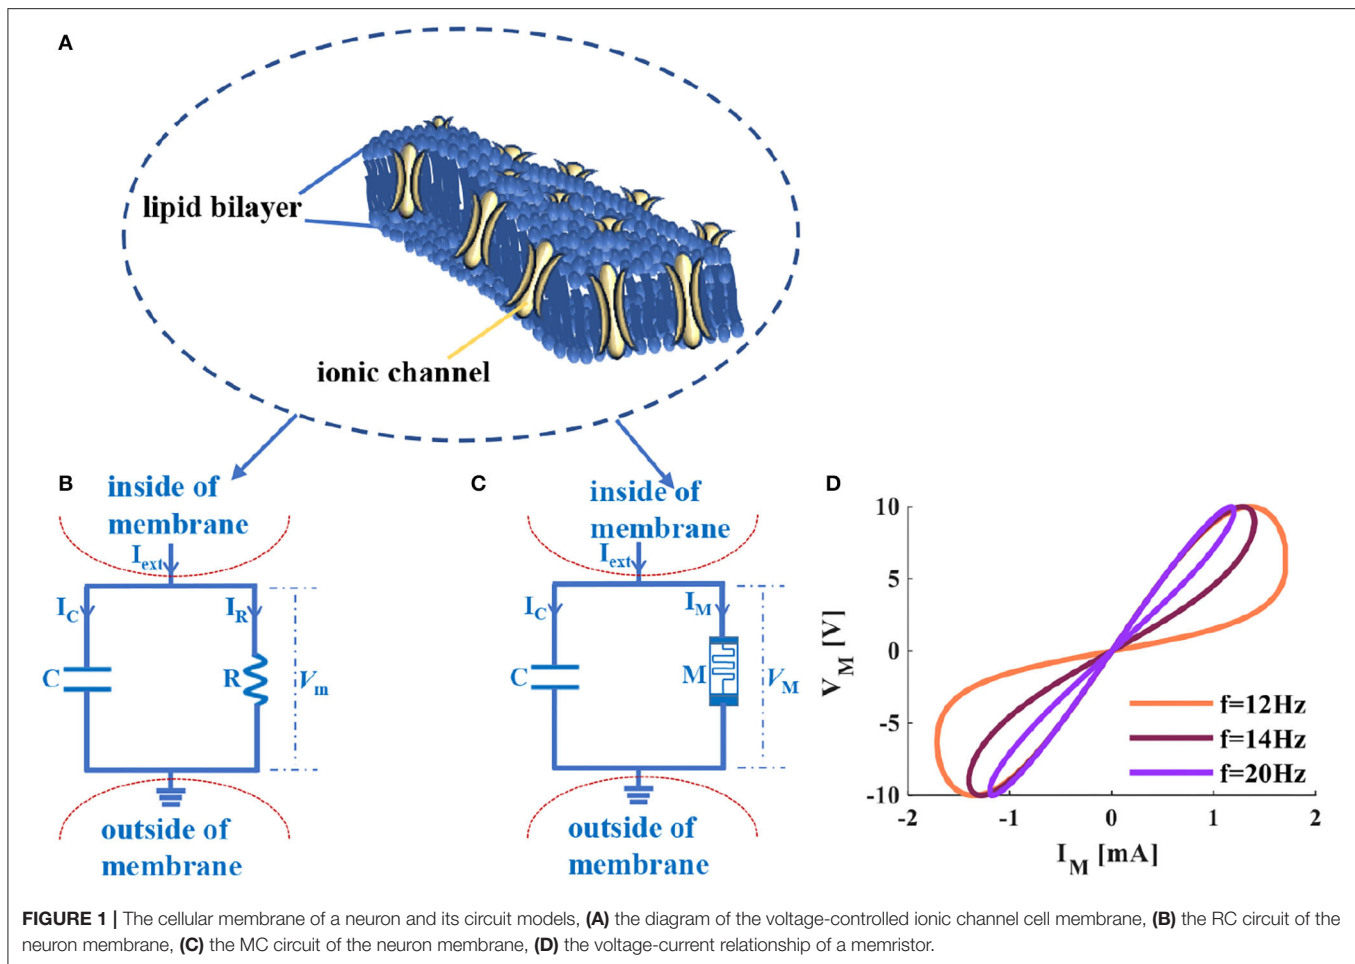 A
lipid bilayer
ionic channel
B
inside of
membrane
I_ext
I_C
I_R
C
R
V_m
outside of
membrane
C
inside of
membrane
I_ext
I_C
I_M
C
M
V_M
outside of
membrane
D
10
5
0
-5
-10
V_M [V]
f=12Hz
f=14Hz
f=20Hz
-2 -1 0 1 2
I_M [mA]
FIGURE 1 | The cellular membrane of a neuron and its circuit models, (A) the diagram of the voltage-controlled ionic channel cell membrane, (B) the RC circuit of the
neuron membrane, (C) the MC circuit of the neuron membrane, (D) the voltage-current relationship of a memristor.